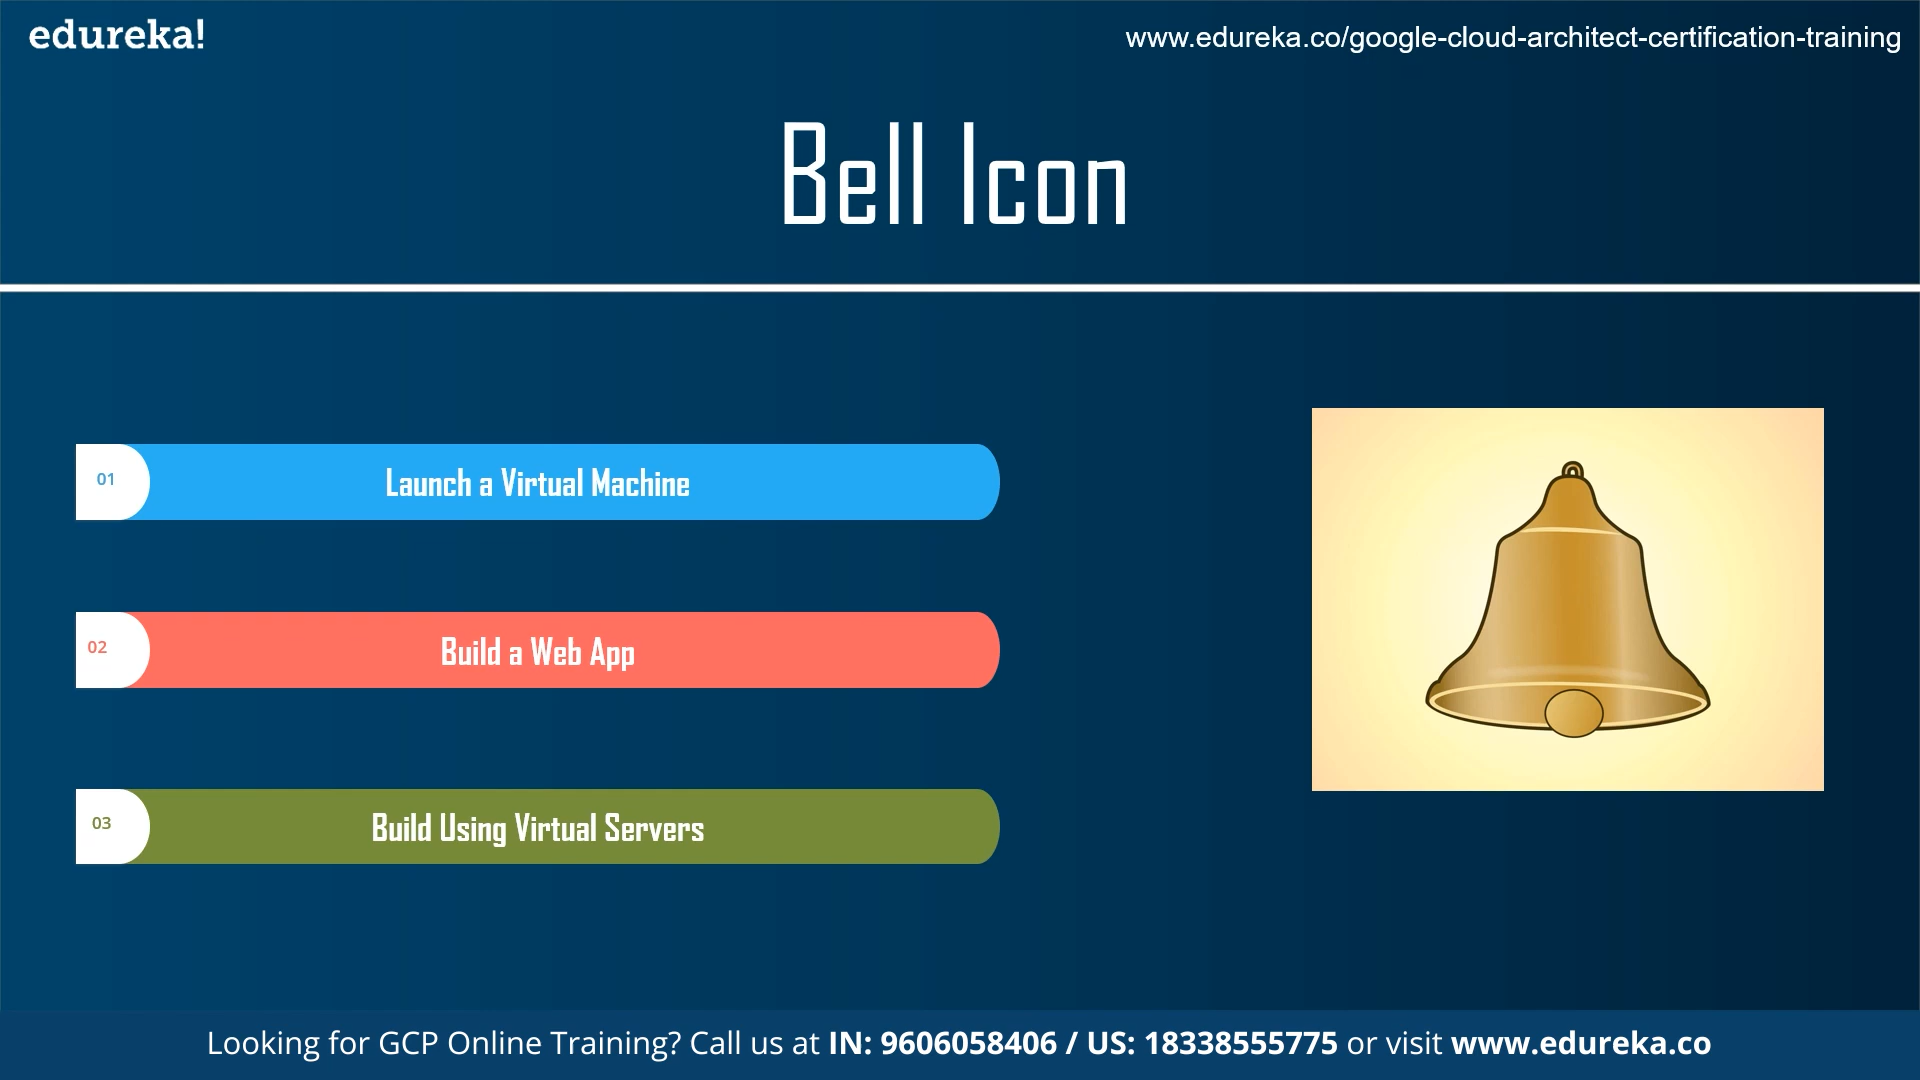 edureka!
www.edureka.co/google-cloud-architect-certification-training
Bell Icon
01
Launch a Virtual Machine
02
Build a Web App
03
Build Using Virtual Servers
Looking for GCP Online Training? Call us at IN: 9606058406 / US: 18338555775 or visit www.edureka.co